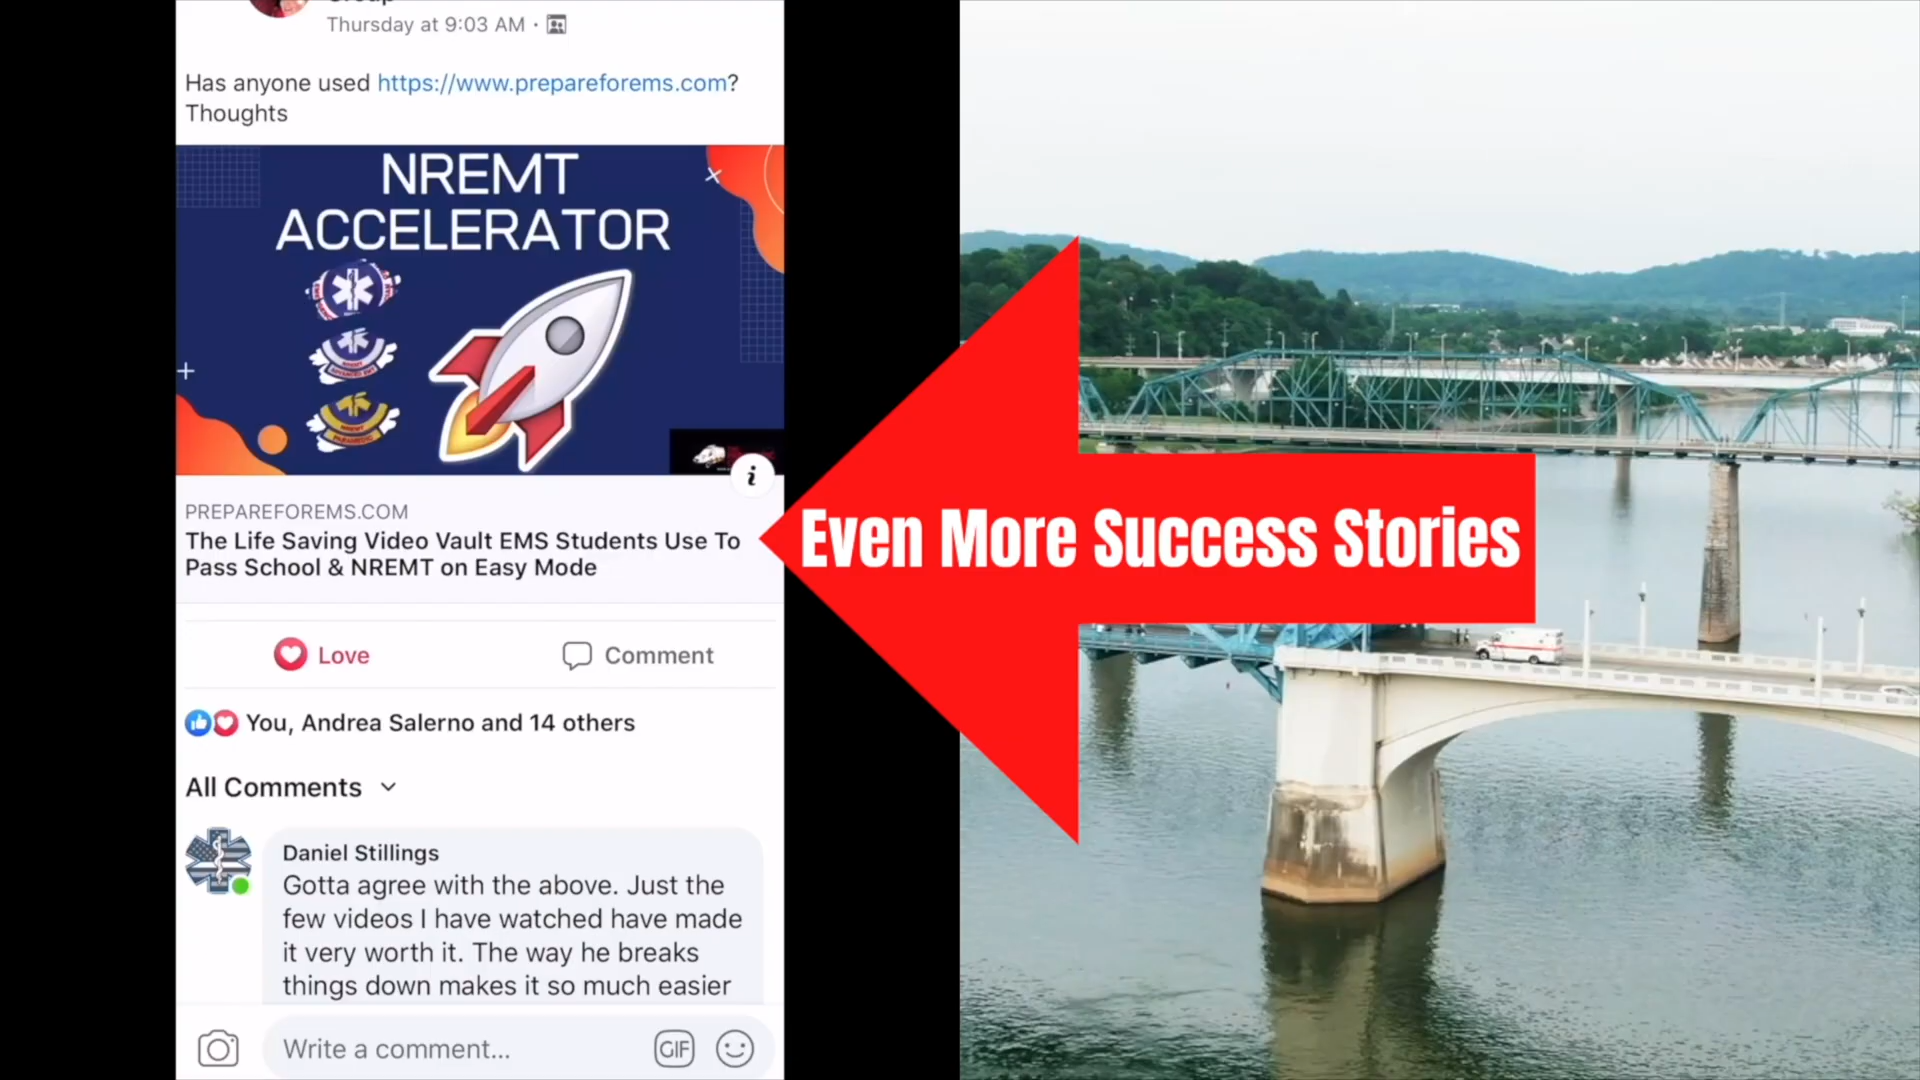 Thursday at 9:03 AM ·
Has anyone used https://www.prepareforems.com?
Thoughts
NREMT
ACCELERATOR
PREPAREFOREMS.COM
The Life Saving Video Vault EMS Students Use To
Pass School & NREMT on Easy Mode
Love
Comment
You, Andrea Salerno and 14 others
All Comments
Daniel Stillings
Gotta agree with the above. Just the
few videos I have watched have made
it very worth it. The way he breaks
things down makes it so much easier
Write a comment...
GIF
Even More Success Stories